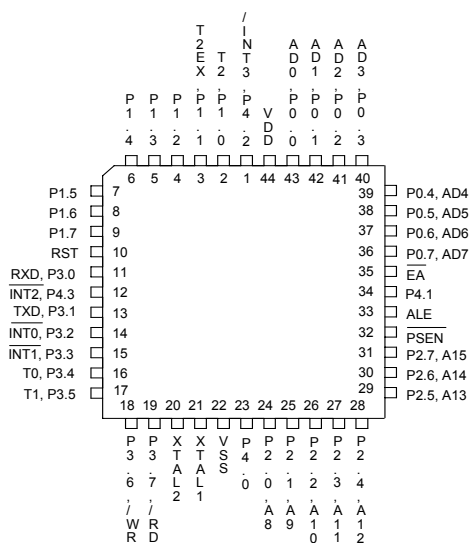 P1.4
P1.3
P1.2
T2EX,P1.1
T2,P1.0
/INT3,P4.2
VDD
AD0,P0.0
AD1,P0.1
AD2,P0.2
AD3,P0.3
6 5 4 3 2 1 44 43 42 41 40
P1.5 7
P1.6 8
P1.7 9
RST 10
RXD, P3.0 11
INT2, P4.3 12
TXD, P3.1 13
INT0, P3.2 14
INT1, P3.3 15
T0, P3.4 16
T1, P3.5 17
39 P0.4, AD4
38 P0.5, AD5
37 P0.6, AD6
36 P0.7, AD7
35 EA
34 P4.1
33 ALE
32 PSEN
31 P2.7, A15
30 P2.6, A14
29 P2.5, A13
18 19 20 21 22 23 24 25 26 27 28
P3.6,/WR
P3.7,/RD
XTAL2
XTAL1
VSS
P4.0
P2.0,A8
P2.1,A9
P2.2,A10
P2.3,A11
P2.4,A12